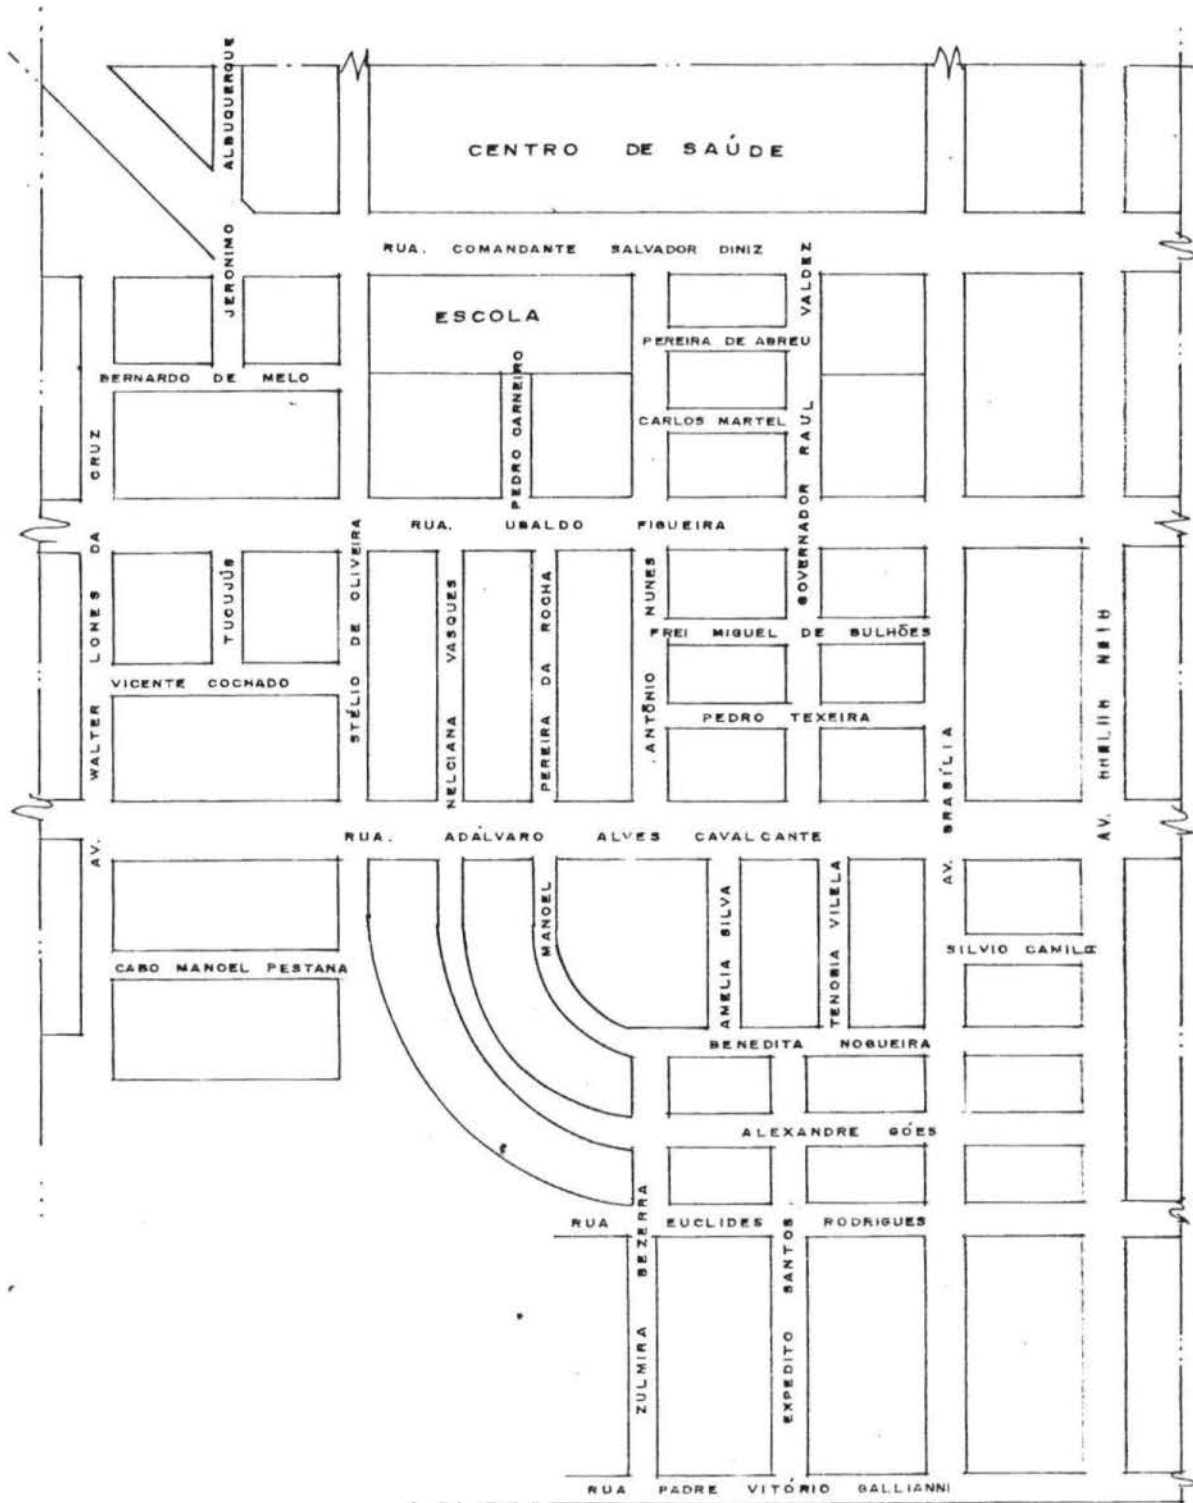 ALBUQUERQUE
CENTRO DE SAÚDE
JERONIMO
RUA. COMANDANTE SALVADOR DINIZ
VALDEZ
ESCOLA
PEREIRA DE ABREU
BERNARDO DE MELO
PEDRO CARNEIRO
CARLOS MARTEL
RAUL
CRUZ
RUA. UBALDO FIGUEIRA
GOVERNADOR
WALTER LONES DA
TUCUJÚS
STÉLIO DE OLIVEIRA
NELCIANA VASQUES
PEREIRA DA ROCHA
ANTÔNIO NUNES
FREI MIGUEL DE BULHÕES
VICENTE COCHADO
PEDRO TEXEIRA
AV. BRASÍLIA
AV.
RUA. ADÁLVARO ALVES CAVALCANTE
AV.
MANOEL
AMELIA SILVA
TENOBIA VILELA
SILVIO
CABO MANOEL PESTANA
BENEDITA NOGUEIRA
ALEXANDRE GÓES
RUA EUCLIDES RODRIGUES
ZULMIRA BEZERRA
EXPEDITO SANTOS
RUA PADRE VITÓRIO GALLIANNI